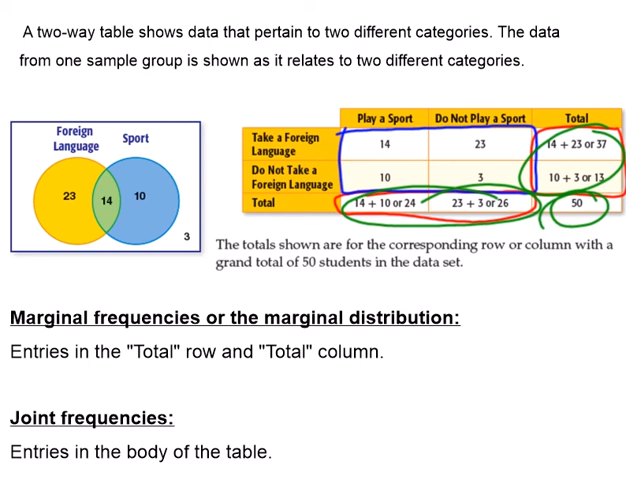 A two-way table shows data that pertain to two different categories. The data
from one sample group is shown as it relates to two different categories.
Foreign
Language
Sport
23
14
10
3
Play a Sport Do Not Play a Sport Total
Take a Foreign
Language
14 23 14 + 23 or 37
Do Not Take a
Foreign Language
10 3 10 + 3 or 13
Total 14 + 10 or 24 23 + 3 or 26 50
The totals shown are for the corresponding row or column with a
grand total of 50 students in the data set.
Marginal frequencies or the marginal distribution:
Entries in the "Total" row and "Total" column.
Joint frequencies:
Entries in the body of the table.